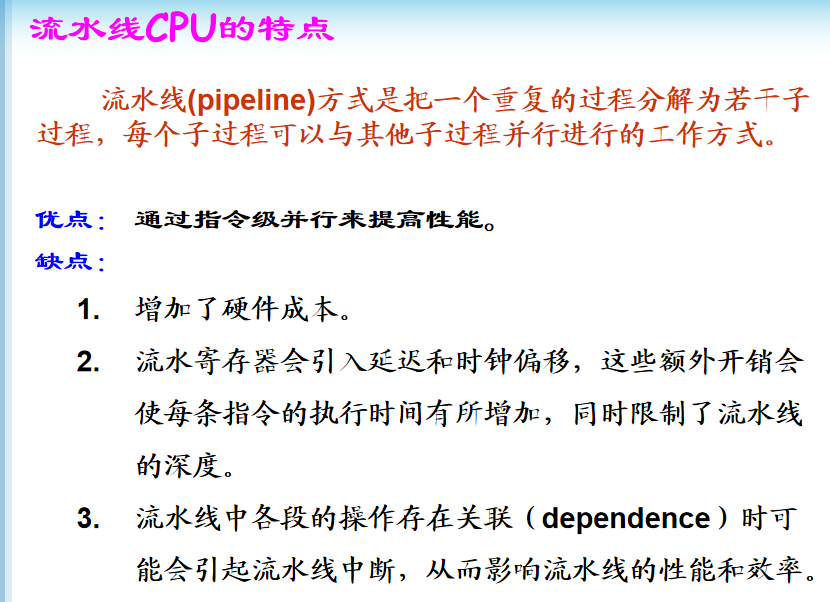 流水线CPU的特点
流水线(pipeline)方式是把一个重复的过程分解为若干子
过程，每个子过程可以与其他子过程并行进行的工作方式。
优点： 通过指令级并行来提高性能。
缺点：
1. 增加了硬件成本。
2. 流水寄存器会引入延迟和时钟偏移，这些额外开销会
使每条指令的执行时间有所增加，同时限制了流水线
的深度。
3. 流水线中各段的操作存在关联（dependence）时可
能会引起流水线中断，从而影响流水线的性能和效率。